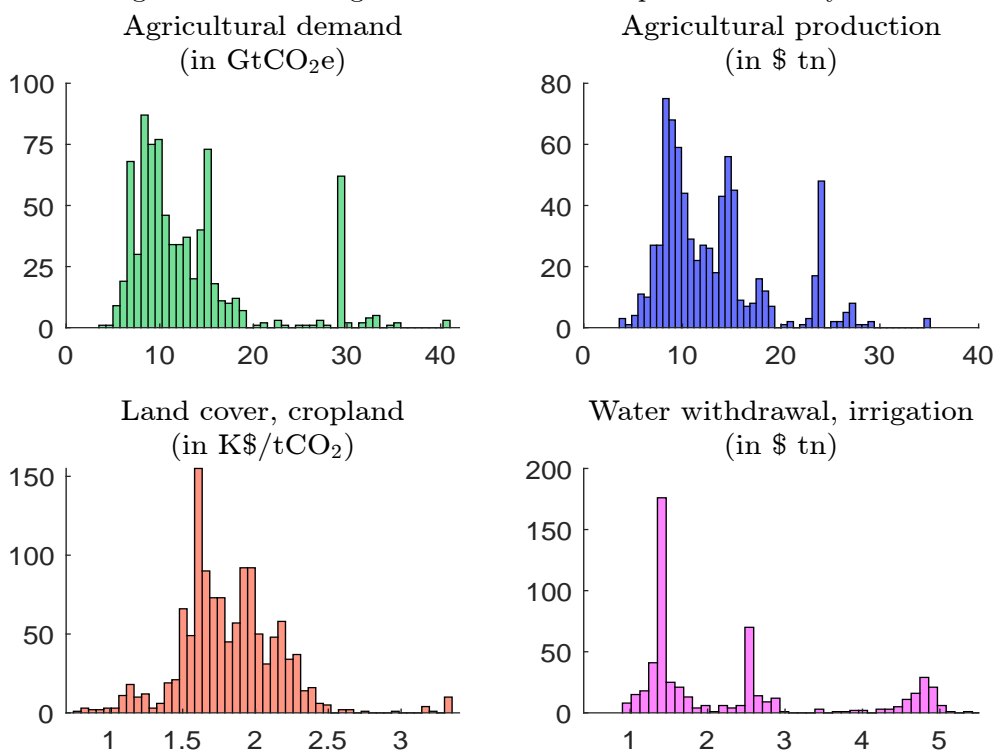 Agricultural demand
(in GtCO₂e)
100
75
50
25
0
0 10 20 30 40
Agricultural production
(in $ tn)
80
60
40
20
0
0 10 20 30 40
Land cover, cropland
(in K$/tCO₂)
150
100
50
0
1 1.5 2 2.5 3
Water withdrawal, irrigation
(in $ tn)
200
150
100
50
0
1 2 3 4 5